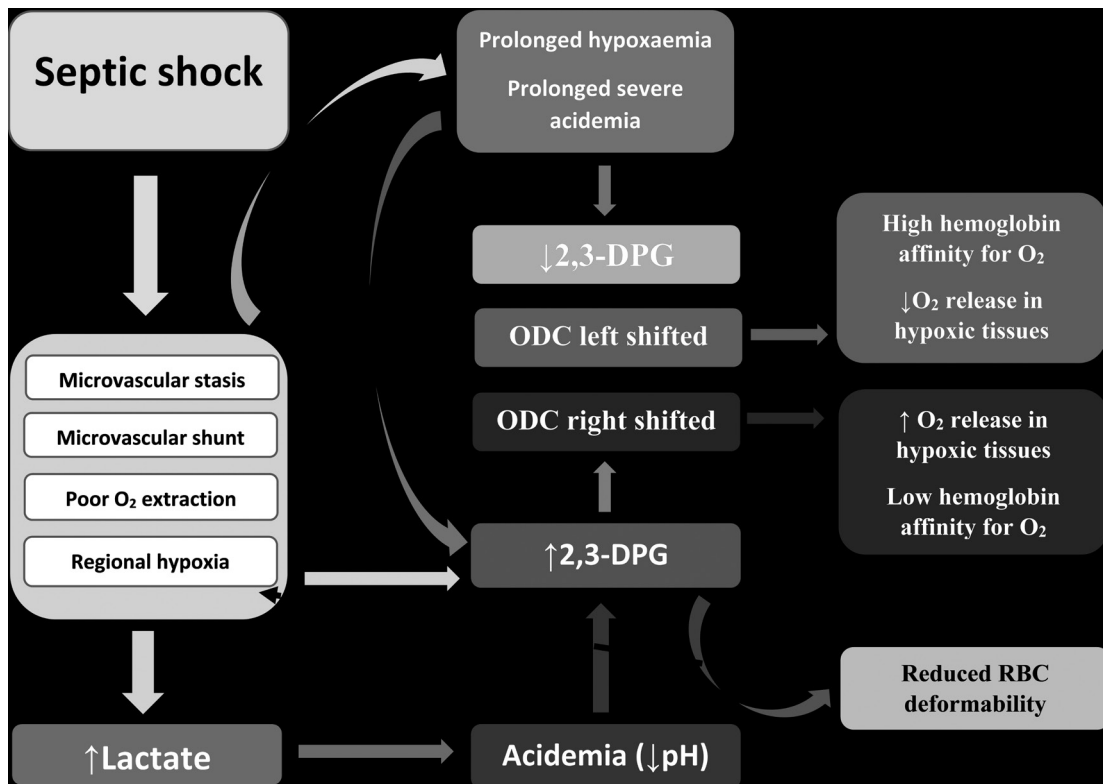 Septic shock
Prolonged hypoxaemia
Prolonged severe
acidemia
↓2,3-DPG
High hemoglobin
affinity for O₂
↓O₂ release in
hypoxic tissues
ODC left shifted
Microvascular stasis
Microvascular shunt
Poor O₂ extraction
Regional hypoxia
ODC right shifted
↑ O₂ release in
hypoxic tissues
Low hemoglobin
affinity for O₂
↑2,3-DPG
Reduced RBC
deformability
↑Lactate
Acidemia (↓pH)